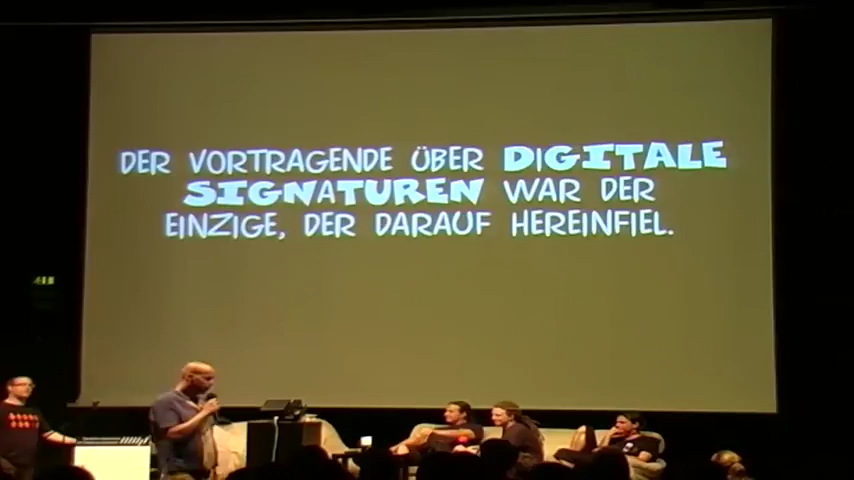 DER VORTRAGENDE ÜBER DIGITALE
SIGNATUREN WAR DER
EINZIGE, DER DARAUF HEREINFIEL.